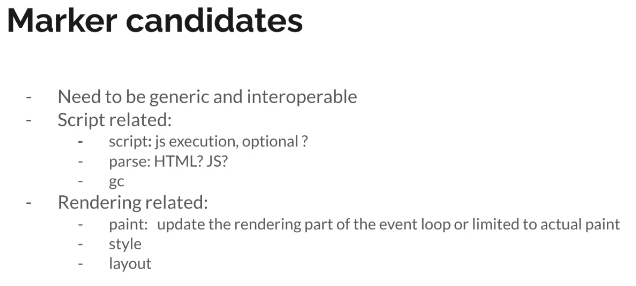 Marker candidates
- Need to be generic and interoperable
- Script related:
- script: js execution, optional ?
- parse: HTML? JS?
- gc
- Rendering related:
- paint: update the rendering part of the event loop or limited to actual paint
- style
- layout